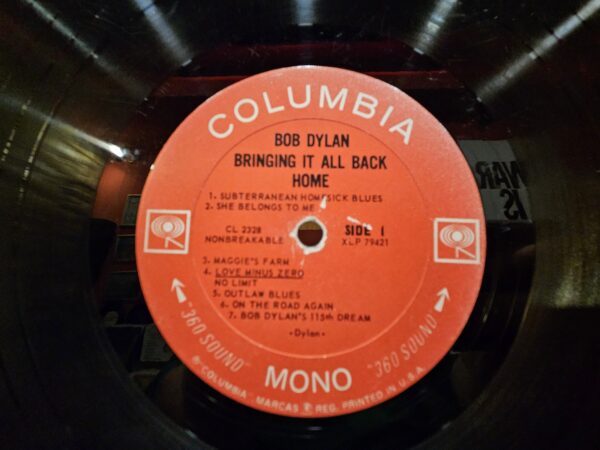 COLUMBIA
BOB DYLAN
BRINGING IT ALL BACK
HOME
1. SUBTERRANEAN HOMESICK BLUES
2. SHE BELONGS TO ME
CL 2328
NONBREAKABLE
SIDE 1
XLP 79421
3. MAGGIE'S FARM
4. LOVE MINUS ZERO
NO LIMIT
5. OUTLAW BLUES
6. ON THE ROAD AGAIN
7. BOB DYLAN'S 115th DREAM
•Dylan•
"360 SOUND" MONO "360 SOUND"
"COLUMBIA", MARCAS REG. PRINTED IN U.S.A.
WAR
IS